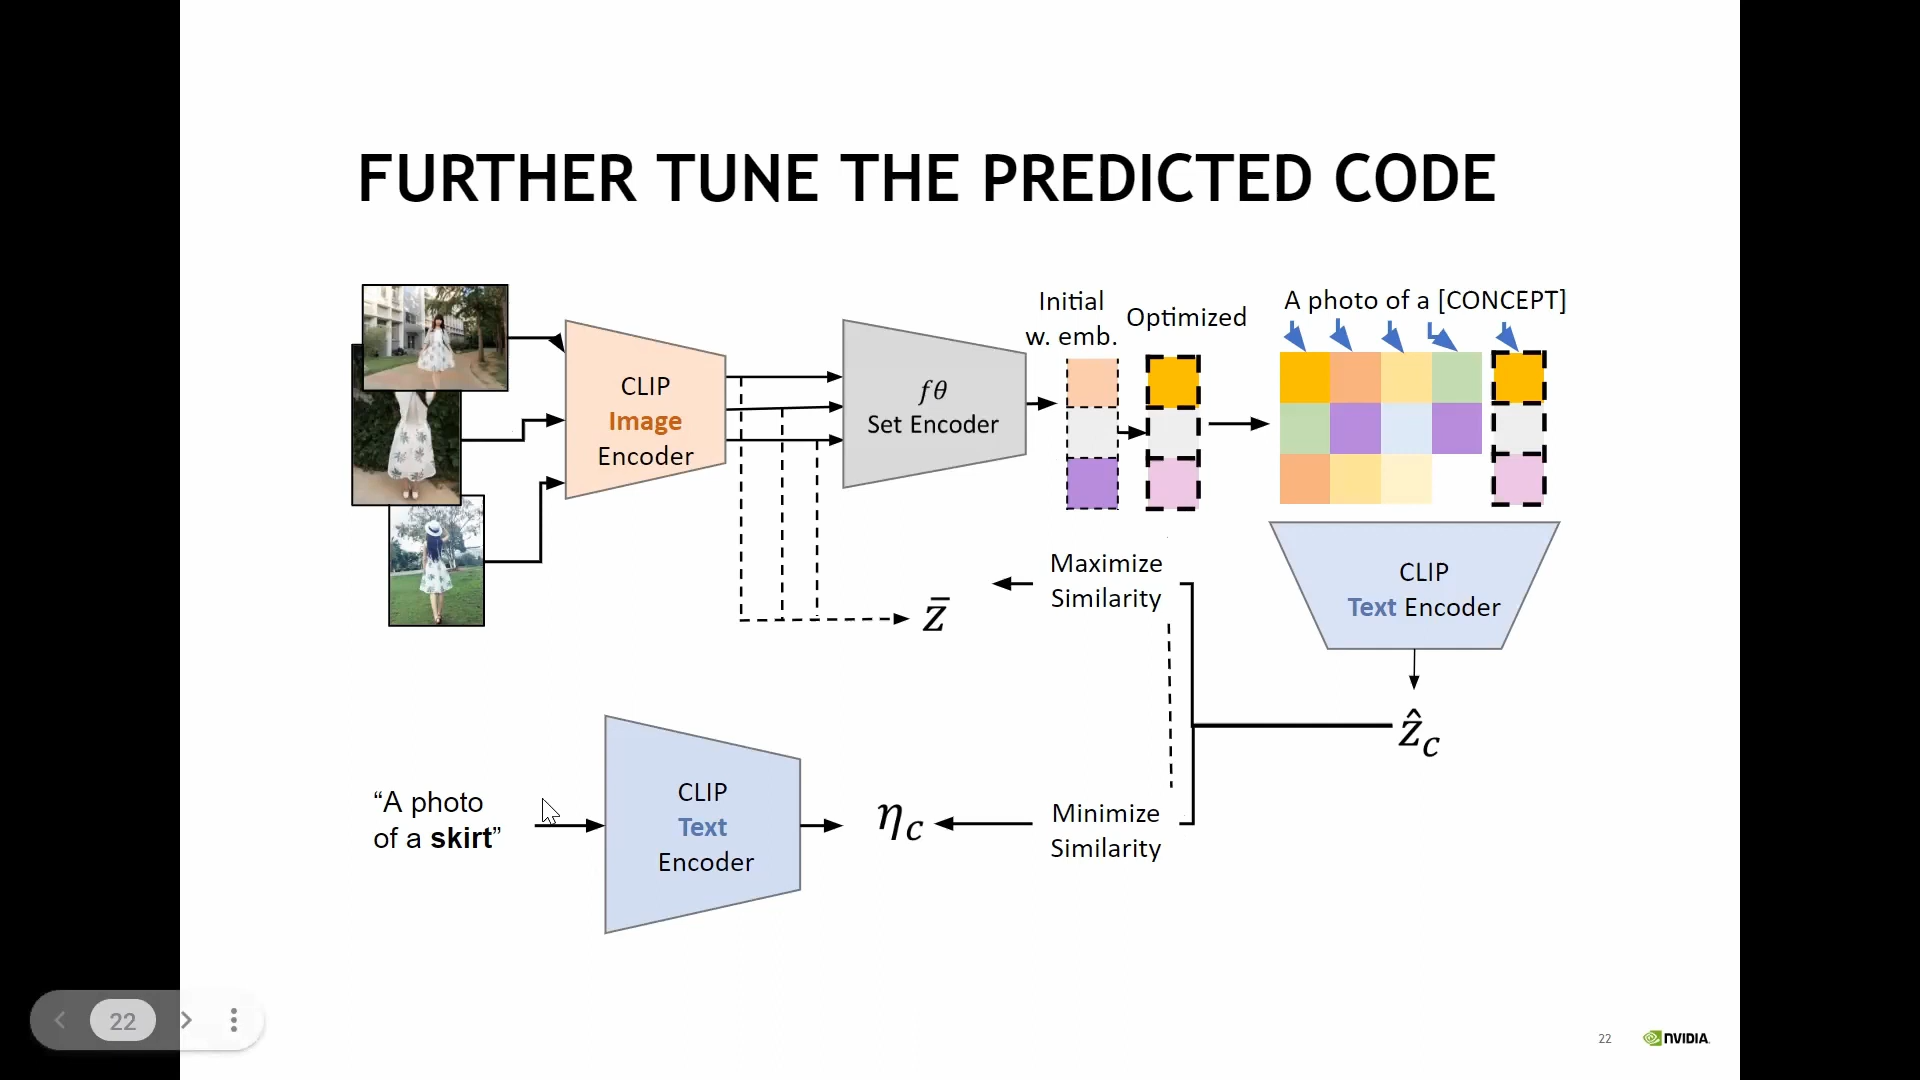 FURTHER TUNE THE PREDICTED CODE
CLIP
Image
Encoder
fθ
Set Encoder
Initial
w. emb.
Optimized
A photo of a [CONCEPT]
Maximize
Similarity
z̄
CLIP
Text Encoder
ẑc
“A photo
of a skirt”
CLIP
Text
Encoder
ηc
Minimize
Similarity
22
22
NVIDIA.